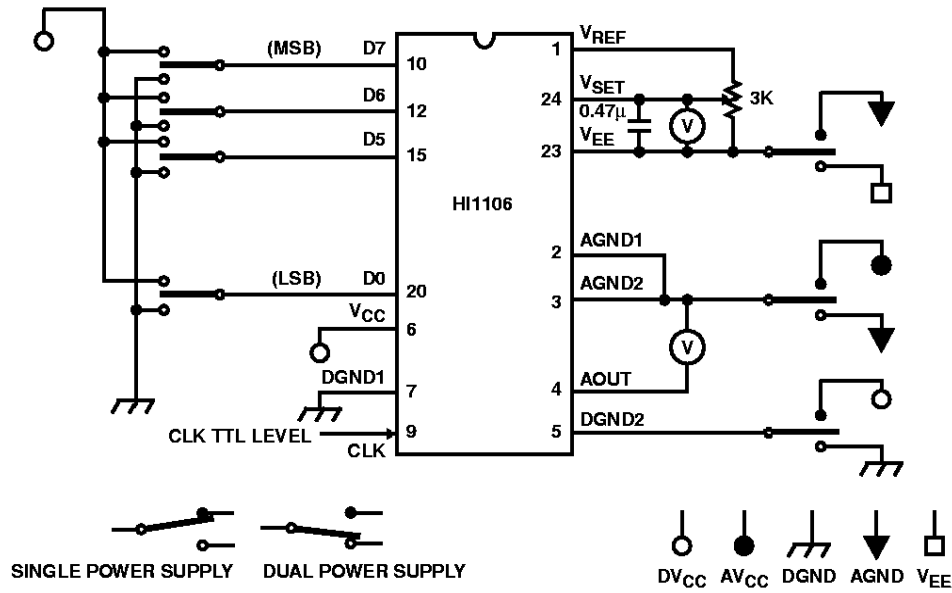 (MSB) D7
10
D6
12
D5
15
(LSB) D0
20
VCC
6
DGND1
7
CLK TTL LEVEL
9
CLK
HI1106
1
VREF
24
VSET
0.47µ
V
3K
VEE
23
2
AGND1
3
AGND2
V
4
AOUT
5
DGND2
SINGLE POWER SUPPLY
DUAL POWER SUPPLY
DVCC AVCC DGND AGND VEE